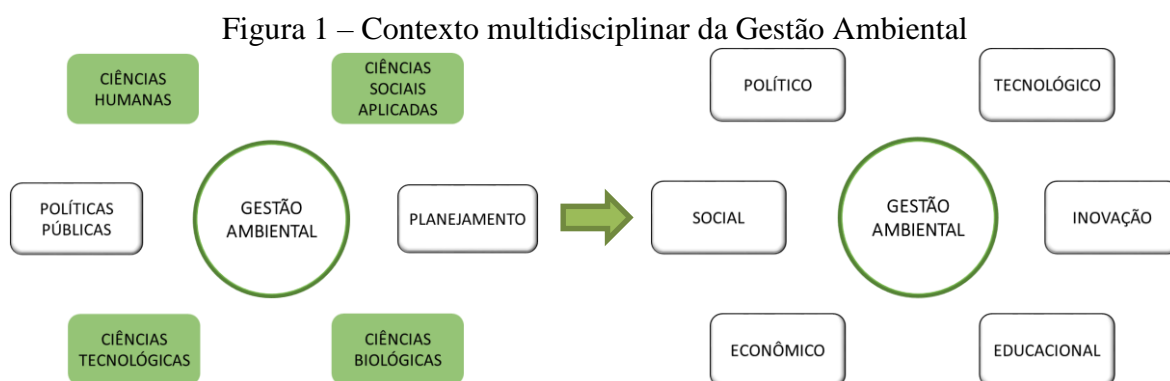 Figura 1 – Contexto multidisciplinar da Gestão Ambiental
CIÊNCIAS
HUMANAS
CIÊNCIAS
SOCIAIS
APLICADAS
POLÍTICAS
PÚBLICAS
GESTÃO
AMBIENTAL
PLANEJAMENTO
CIÊNCIAS
TECNOLÓGICAS
CIÊNCIAS
BIOLÓGICAS
POLÍTICO
TECNOLÓGICO
SOCIAL
GESTÃO
AMBIENTAL
INOVAÇÃO
ECONÔMICO
EDUCACIONAL